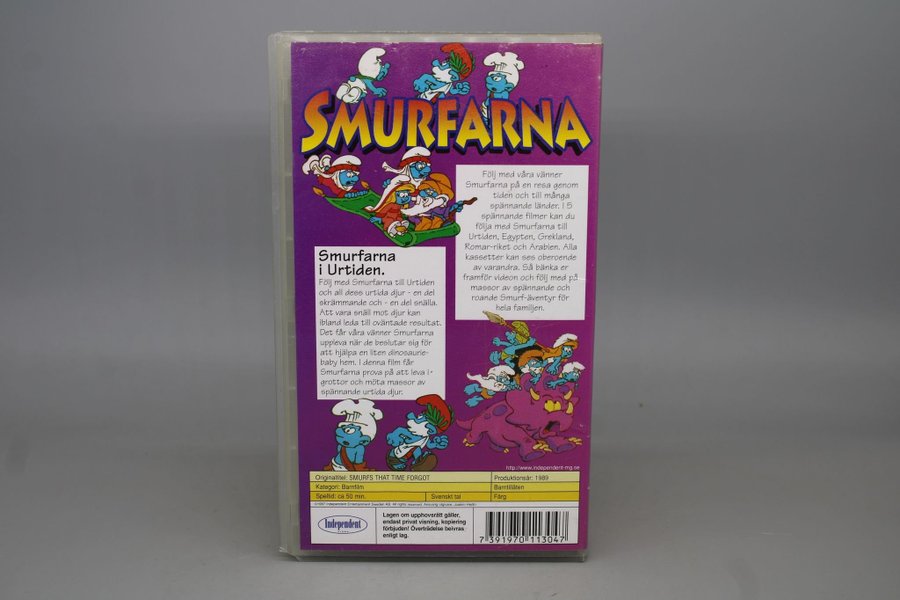 SMURFARNA
Följ med våra vänner
Smurfarna på en resa genom
tiden och till många
spännande länder. I 5
spännande filmer kan du
följa med Smurfarna till
Urtiden, Egypten, Grekland,
Romar-riket och Arabien. Alla
kassetter kan ses oberoende
av varandra. Så bänka er
framför videon och följ med på
massor av spännande och
roande Smurf-äventyr för
hela familjen.
Smurfarna
i Urtiden.
Följ med Smurfarna till Urtiden
och all dess urtida djur - en del
skrämmande och - en del snälla.
Att vara snäll mot djur kan
ibland leda till oväntade resultat.
Det får våra vänner Smurfarna
uppleva när de beslutar sig för
att hjälpa en liten dinosaurie-
baby hem. I denna film får
Smurfarna prova på att leva i
grottor och möta massor av
spännande urtida djur.
http://www.independent-mg.se
Originaltitel: SMURFS THAT TIME FORGOT
Produktionsår: 1989
Kategori: Barnfilm
Barntillåten
Speltid: ca 50 min.
Svenskt tal
Färg
Independent
Lagen om upphovsrätt gäller,
endast privat visning, kopiering
förbjuden! Överträdelse beivras
enligt lag.
7 391970 113047